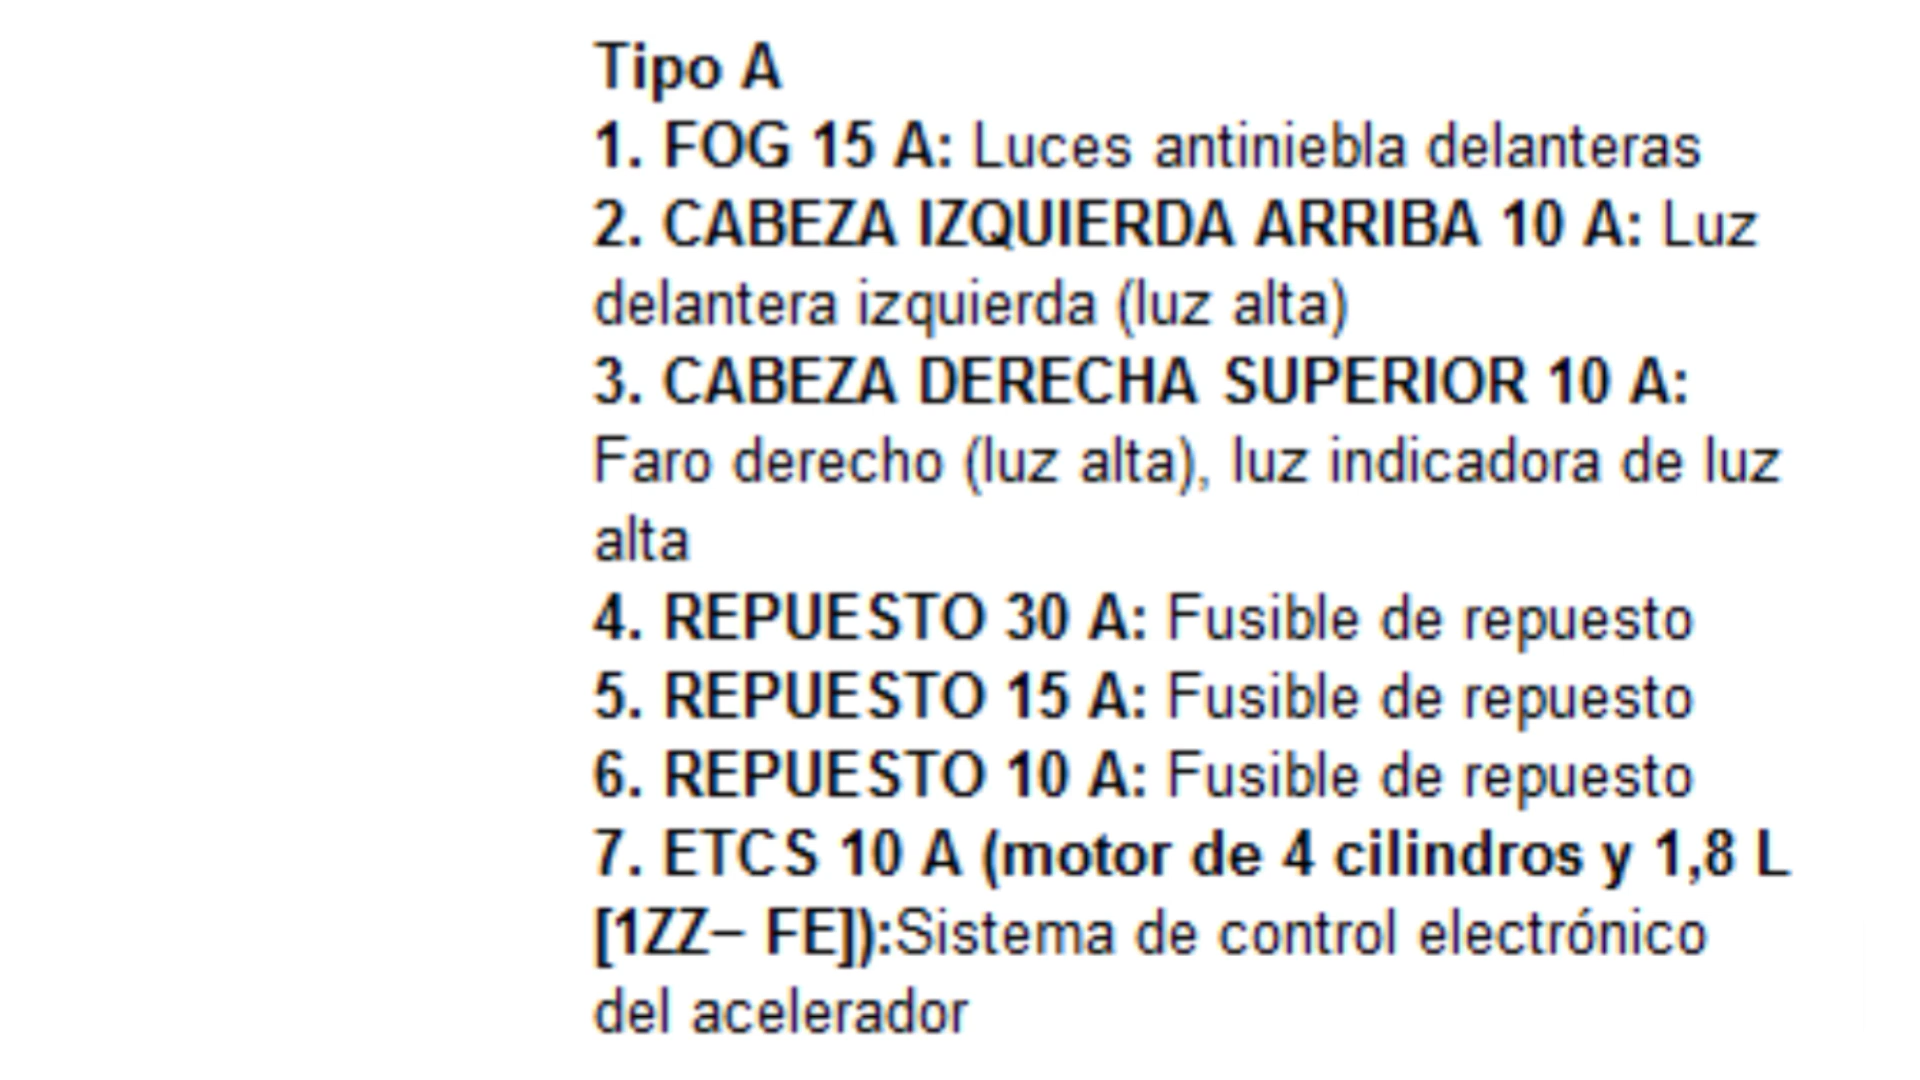 Tipo A
1. FOG 15 A: Luces antiniebla delanteras
2. CABEZA IZQUIERDA ARRIBA 10 A: Luz
delantera izquierda (luz alta)
3. CABEZA DERECHA SUPERIOR 10 A:
Faro derecho (luz alta), luz indicadora de luz
alta
4. REPUESTO 30 A: Fusible de repuesto
5. REPUESTO 15 A: Fusible de repuesto
6. REPUESTO 10 A: Fusible de repuesto
7. ETCS 10 A (motor de 4 cilindros y 1,8 L
[1ZZ– FE]):Sistema de control electrónico
del acelerador